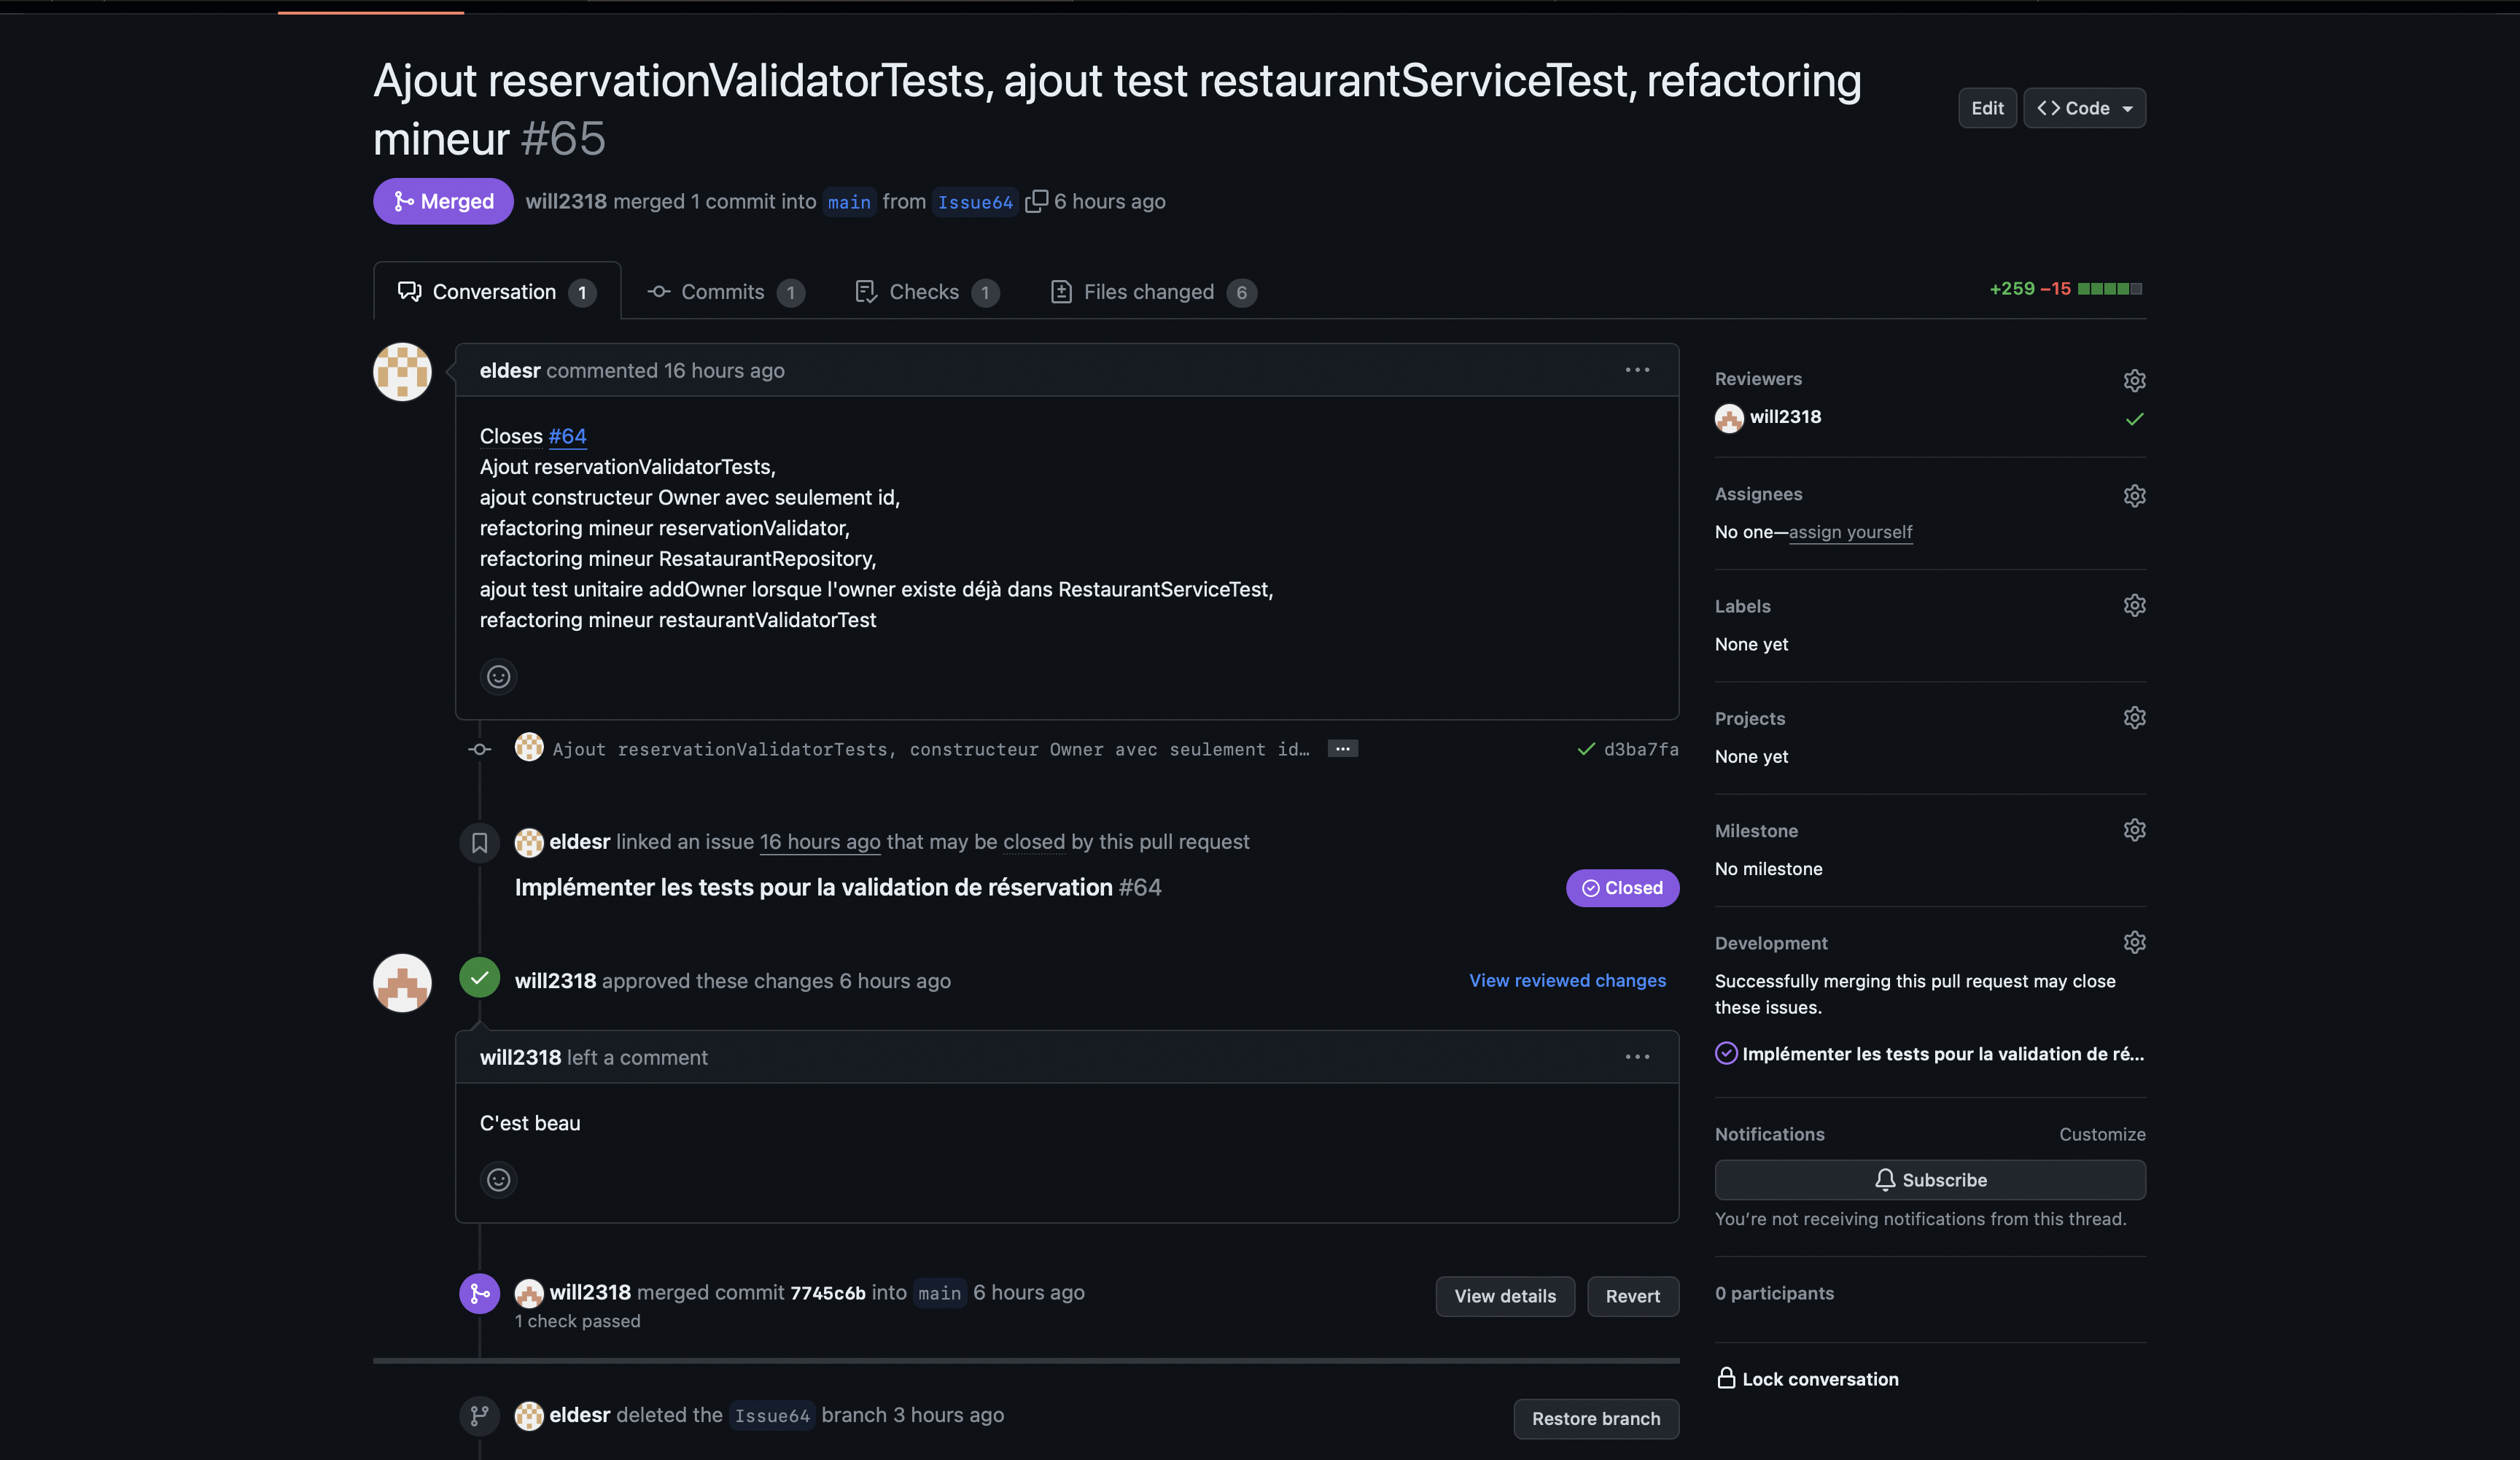 Ajout reservationValidatorTests, ajout test restaurantServiceTest, refactoring
mineur #65
Edit
Code
Merged
will2318 merged 1 commit into main from Issue64 6 hours ago
Conversation 1
Commits 1
Checks 1
Files changed 6
+259 −15
eldesr commented 16 hours ago
Closes #64
Ajout reservationValidatorTests,
ajout constructeur Owner avec seulement id,
refactoring mineur reservationValidator,
refactoring mineur ResataurantRepository,
ajout test unitaire addOwner lorsque l'owner existe déjà dans RestaurantServiceTest,
refactoring mineur restaurantValidatorTest
Ajout reservationValidatorTests, constructeur Owner avec seulement id…
d3ba7fa
eldesr linked an issue 16 hours ago that may be closed by this pull request
Implémenter les tests pour la validation de réservation #64
Closed
will2318 approved these changes 6 hours ago
View reviewed changes
will2318 left a comment
C'est beau
will2318 merged commit 7745c6b into main 6 hours ago
1 check passed
View details
Revert
eldesr deleted the Issue64 branch 3 hours ago
Restore branch
Reviewers
will2318
Assignees
No one—assign yourself
Labels
None yet
Projects
None yet
Milestone
No milestone
Development
Successfully merging this pull request may close
these issues.
Implémenter les tests pour la validation de ré...
Notifications
Customize
Subscribe
You're not receiving notifications from this thread.
0 participants
Lock conversation